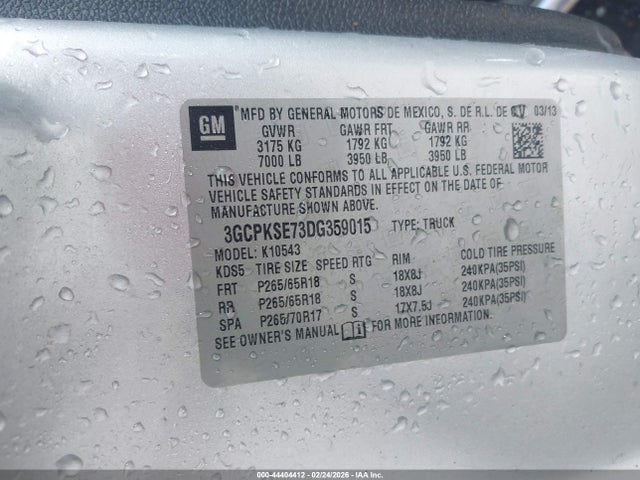 GM
MFD BY GENERAL MOTORS DE MEXICO, S. DE R.L. DE CV 03/13
GVWR GAWR FRT GAWR RR
3175 KG 1792 KG 1792 KG
7000 LB 3950 LB 3950 LB
THIS VEHICLE CONFORMS TO ALL APPLICABLE U.S. FEDERAL MOTOR
VEHICLE SAFETY STANDARDS IN EFFECT ON THE DATE OF
MANUFACTURE SHOWN ABOVE.
3GCPKSE73DG359015 TYPE: TRUCK
MODEL: K10543
KDS5 TIRE SIZE SPEED RTG RIM COLD TIRE PRESSURE
FRT P265/65R18 S 18X8J 240KPA(35PSI)
RR P265/65R18 S 18X8J 240KPA(35PSI)
SPA P265/70R17 S 17X7.5J 240KPA(35PSI)
SEE OWNER'S MANUAL FOR MORE INFORMATION.
000-44404412 - 02/24/2026 - IAAI.CA